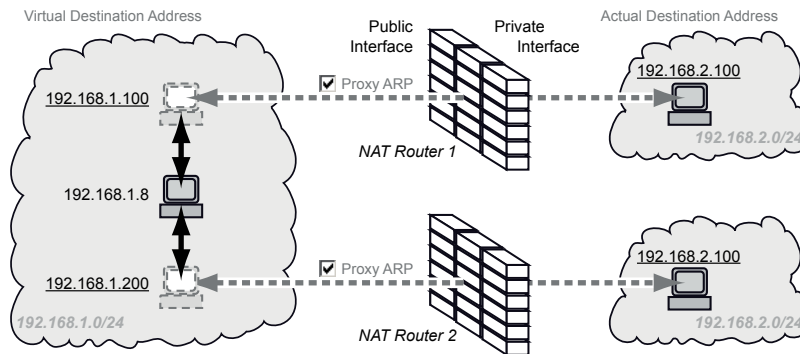 Virtual Destination Address
Public Interface
Private Interface
Actual Destination Address
192.168.1.100
Proxy ARP
192.168.2.100
192.168.2.0/24
NAT Router 1
192.168.1.8
192.168.1.200
Proxy ARP
192.168.2.100
192.168.1.0/24
NAT Router 2
192.168.2.0/24